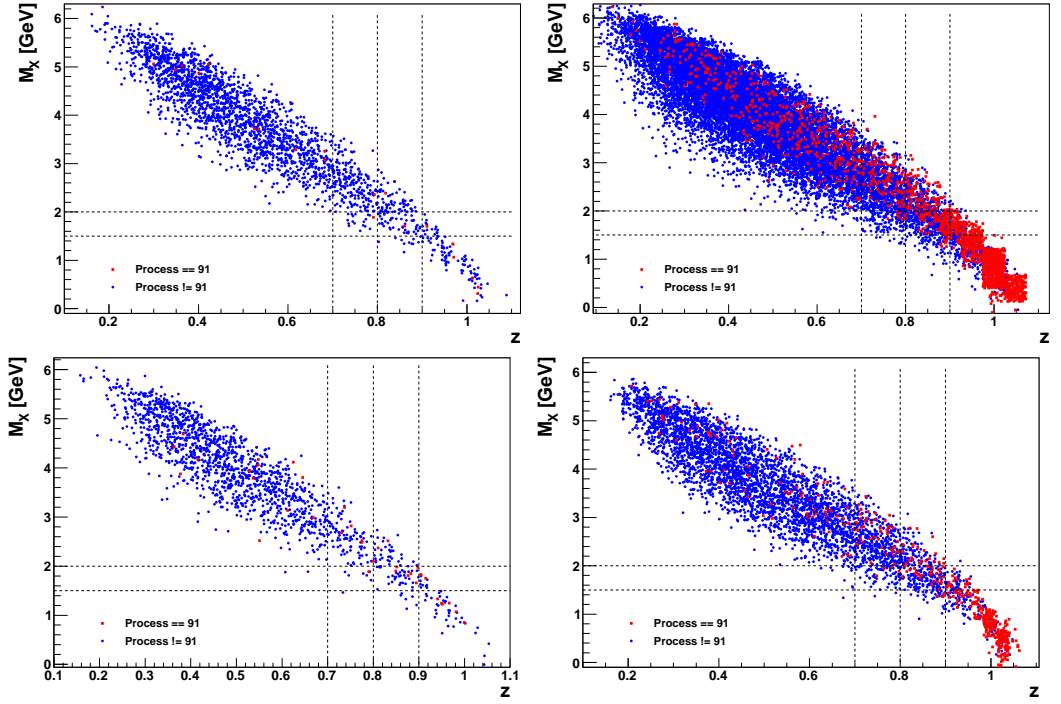 M_X [GeV]
6
5
4
3
2
1
0
Process == 91
Process != 91
0.2 0.4 0.6 0.8 1
z
M_X [GeV]
6
5
4
3
2
1
0
Process == 91
Process != 91
0.2 0.4 0.6 0.8 1
z
M_X [GeV]
6
5
4
3
2
1
0
Process == 91
Process != 91
0.1 0.2 0.3 0.4 0.5 0.6 0.7 0.8 0.9 1 1.1
z
M_X [GeV]
6
5
4
3
2
1
0
Process == 91
Process != 91
0.2 0.4 0.6 0.8 1
z